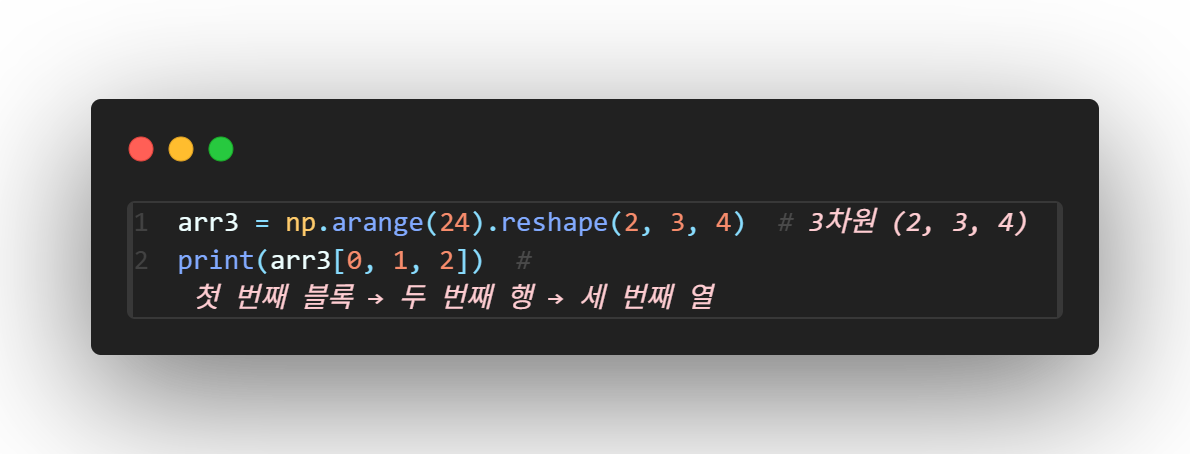 1 arr3 = np.arange(24).reshape(2, 3, 4)  # 3차원 (2, 3, 4)
2 print(arr3[0, 1, 2])  #
첫 번째 블록 → 두 번째 행 → 세 번째 열